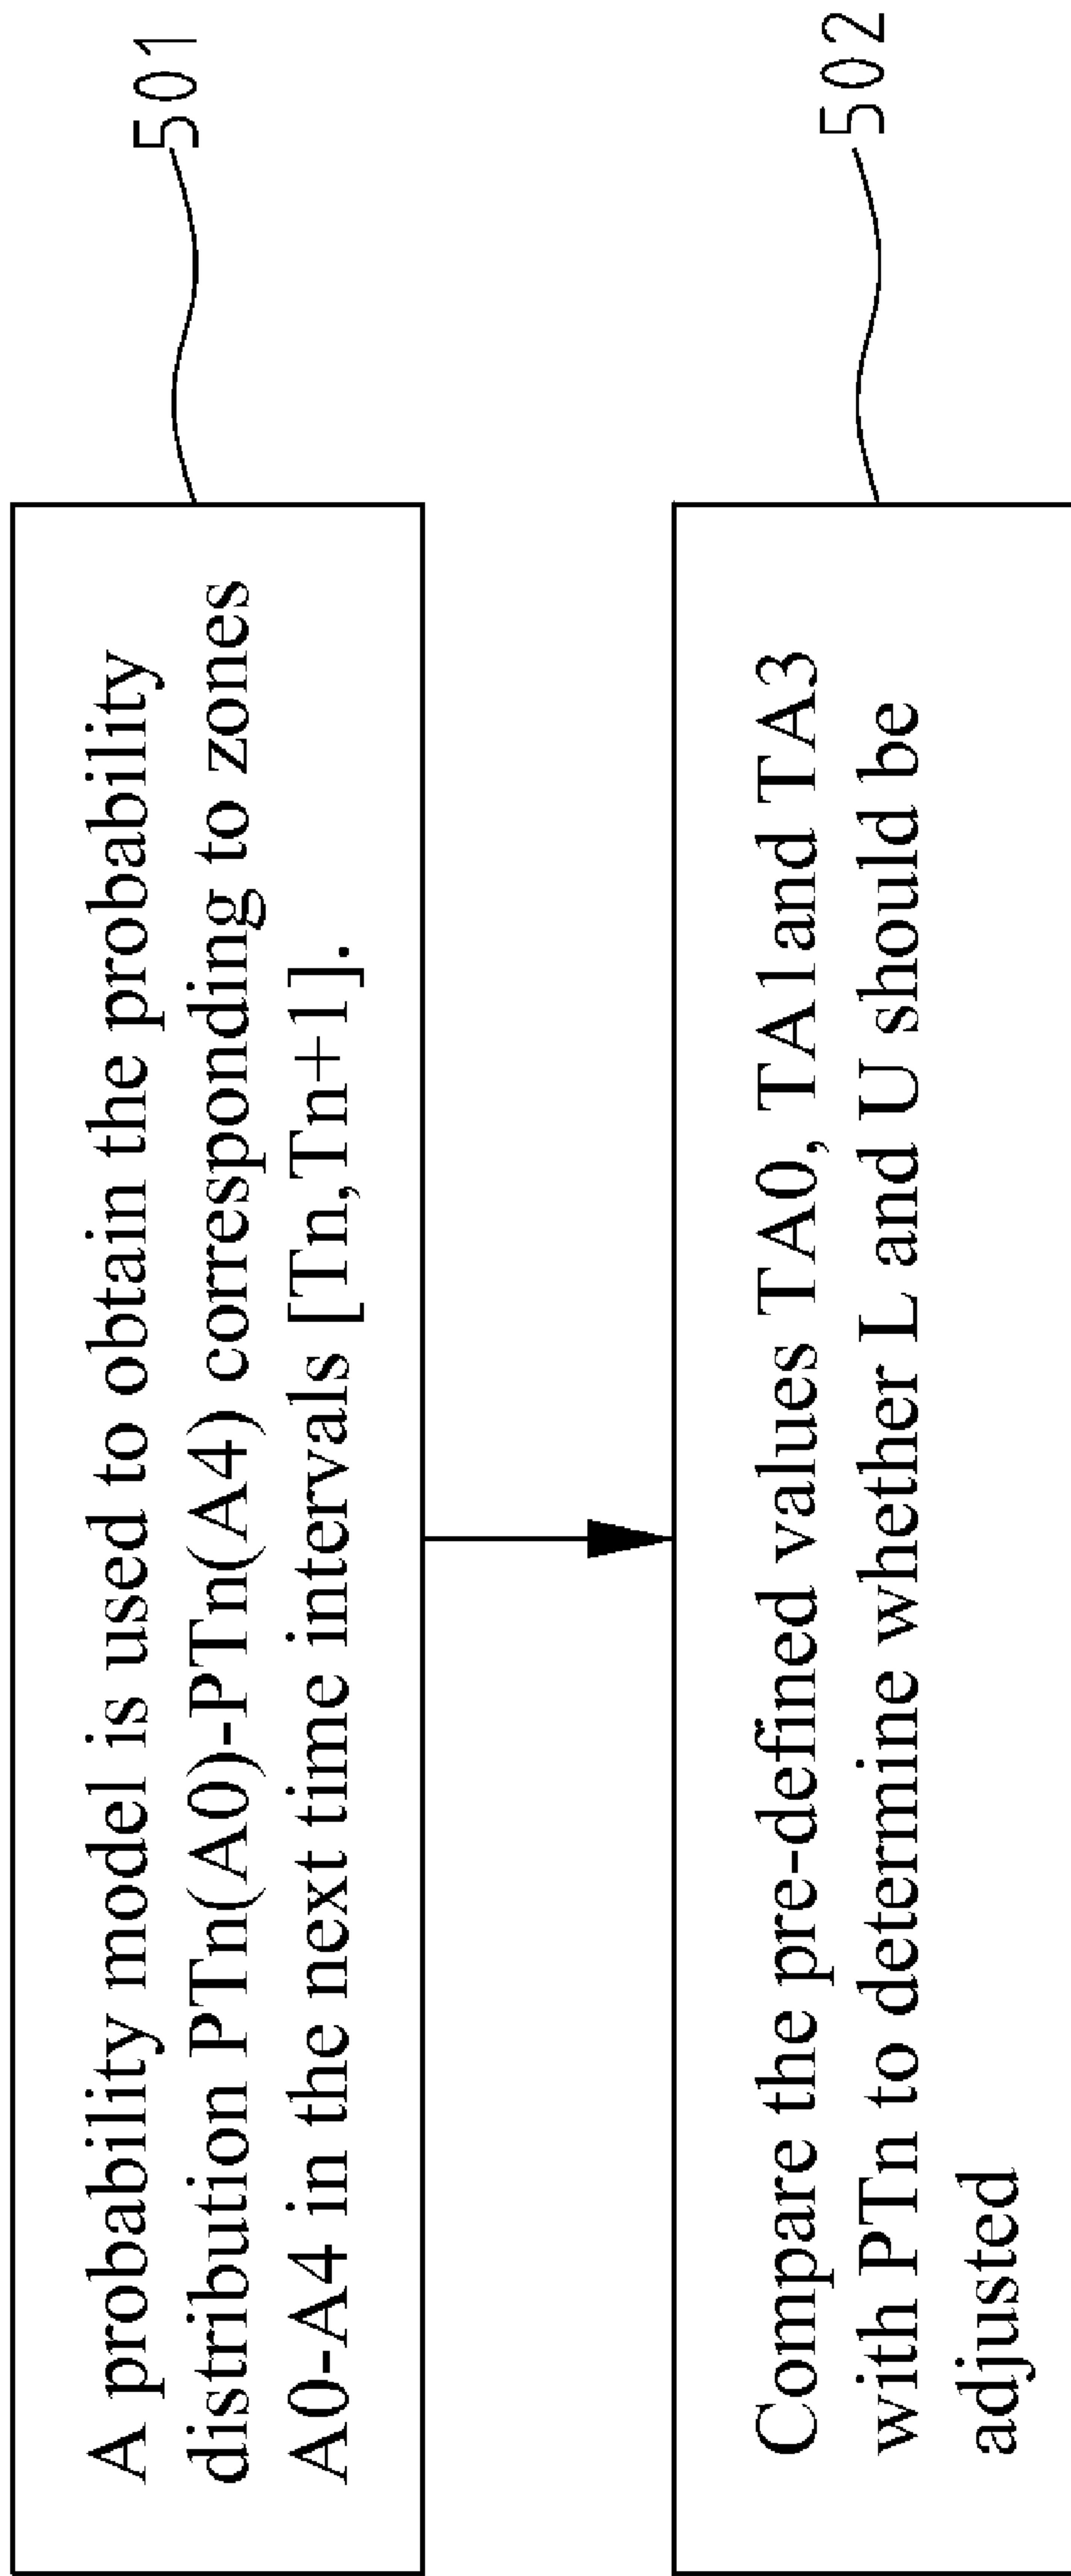 A probability model is used to obtain the probability
distribution PTn(A0)-PTn(A4) corresponding to zones
A0-A4 in the next time intervals [Tn,Tn+1].
501
Compare the pre-defined values TA0, TA1and TA3
with PTn to determine whether L and U should be
adjusted
502